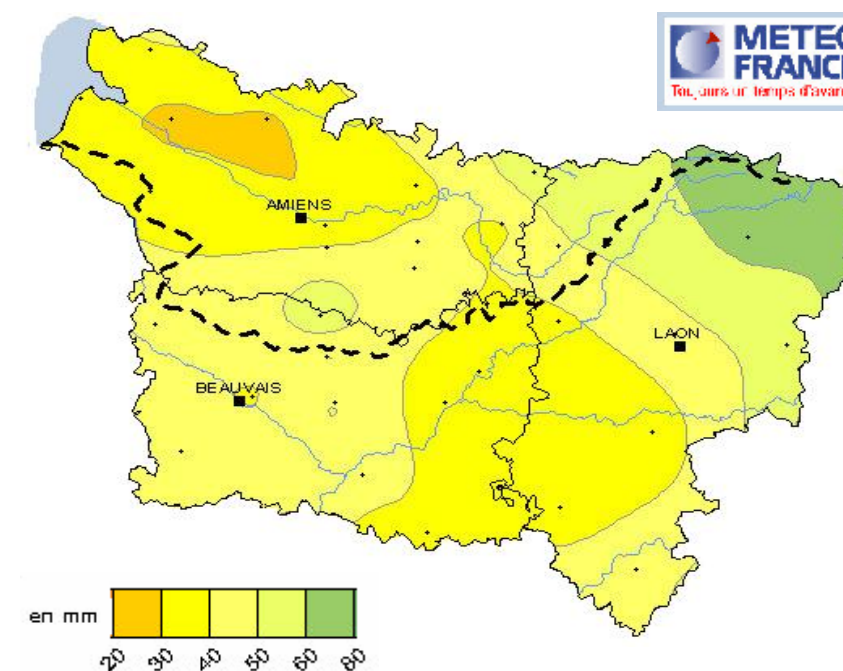 METEO
FRANCE
Toujours un temps d'avan
AMIENS
LAON
BEAUVAIS
en mm
20 30 40 50 60 80